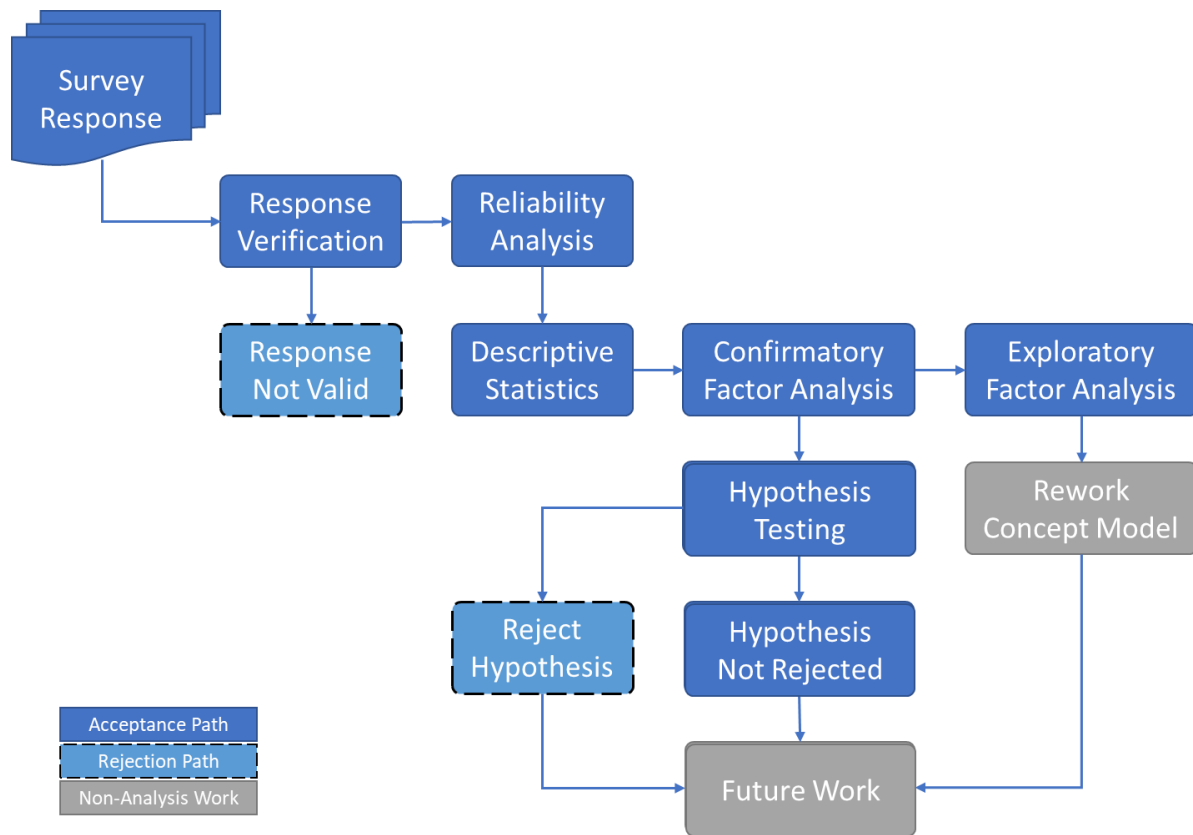 Survey
Response
Response
Verification
Reliability
Analysis
Response
Not Valid
Descriptive
Statistics
Confirmatory
Factor Analysis
Exploratory
Factor Analysis
Hypothesis
Testing
Rework
Concept Model
Reject
Hypothesis
Hypothesis
Not Rejected
Acceptance Path
Rejection Path
Non-Analysis Work
Future Work